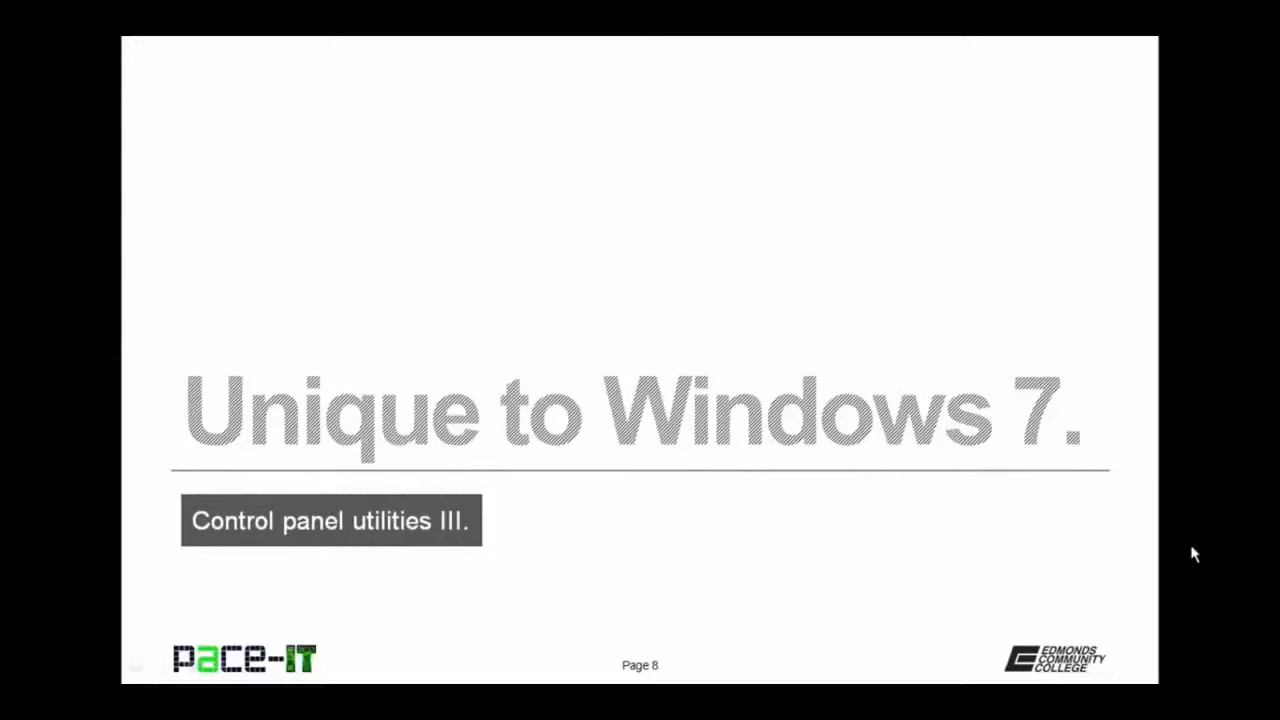 Unique to Windows 7.
Control panel utilities III.
pace-IT
Page 8
EDMONDS
COMMUNITY
COLLEGE